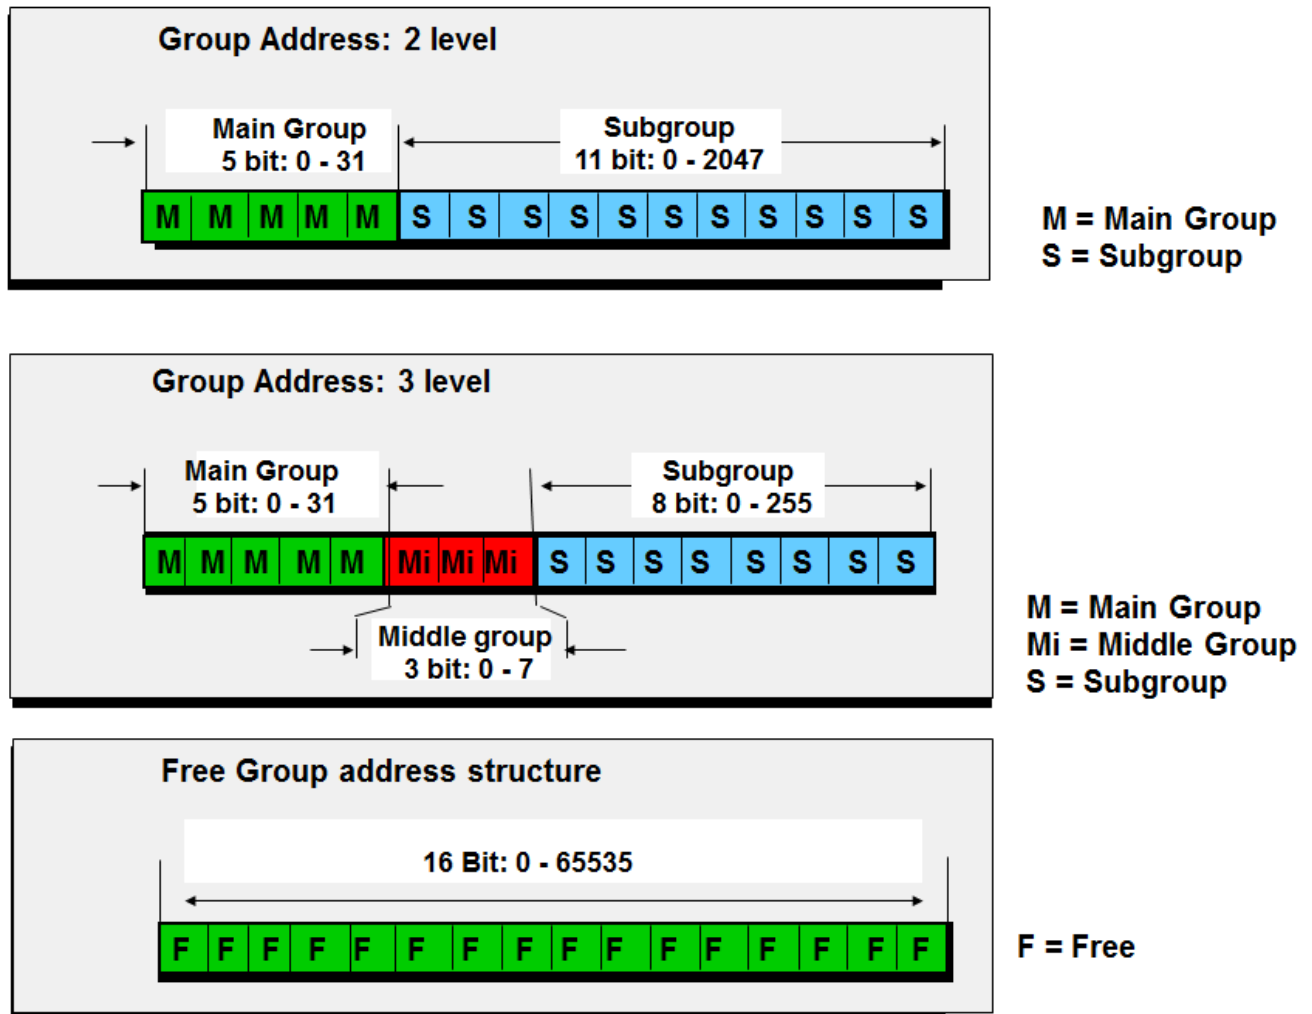 Group Address: 2 level
Main Group
5 bit: 0 - 31
Subgroup
11 bit: 0 - 2047
M M M M M S S S S S S S S S S S
M = Main Group
S = Subgroup
Group Address: 3 level
Main Group
5 bit: 0 - 31
Subgroup
8 bit: 0 - 255
M M M M M Mi Mi Mi S S S S S S S S
Middle group
3 bit: 0 - 7
M = Main Group
Mi = Middle Group
S = Subgroup
Free Group address structure
16 Bit: 0 - 65535
F F F F F F F F F F F F F F F F
F = Free